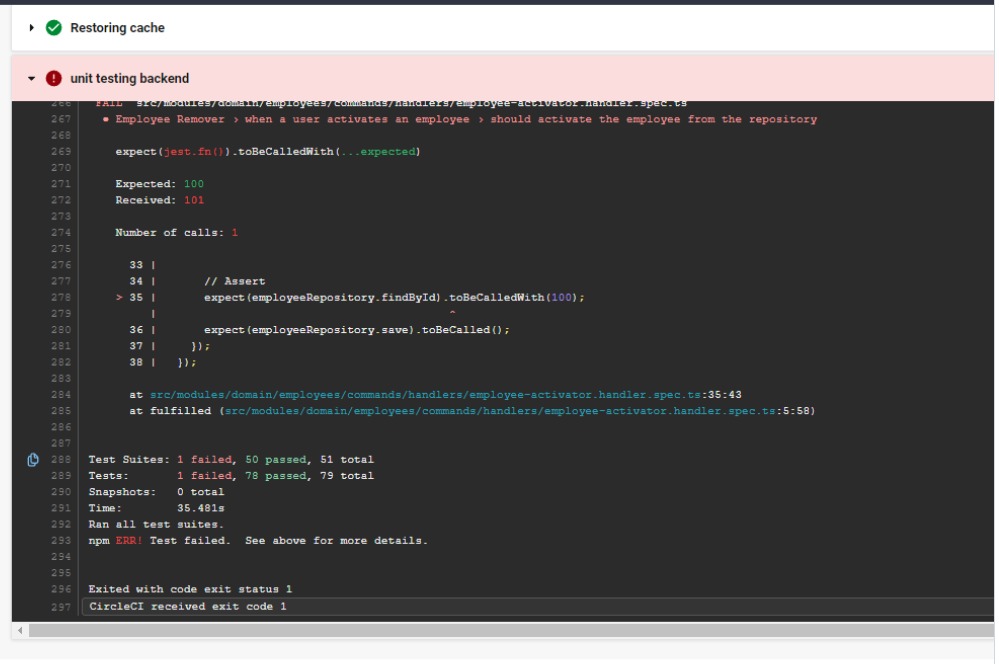 Restoring cache
unit testing backend
266 FAIL src/modules/domain/employees/commands/handlers/employee-activator.handler.spec.ts
267 ● Employee Remover › when a user activates an employee › should activate the employee from the repository
268
269 expect(jest.fn()).toBeCalledWith(...expected)
270
271 Expected: 100
272 Received: 101
273
274 Number of calls: 1
275
276 33 |
277 34 | // Assert
278 > 35 | expect(employeeRepository.findById).toBeCalledWith(100);
279 | ^
280 36 | expect(employeeRepository.save).toBeCalled();
281 37 | });
282 38 | });
283
284 at src/modules/domain/employees/commands/handlers/employee-activator.handler.spec.ts:35:43
285 at fulfilled (src/modules/domain/employees/commands/handlers/employee-activator.handler.spec.ts:5:58)
286
287
288 Test Suites: 1 failed, 50 passed, 51 total
289 Tests: 1 failed, 78 passed, 79 total
290 Snapshots: 0 total
291 Time: 35.481s
292 Ran all test suites.
293 npm ERR! Test failed. See above for more details.
294
295
296 Exited with code exit status 1
297 CircleCI received exit code 1